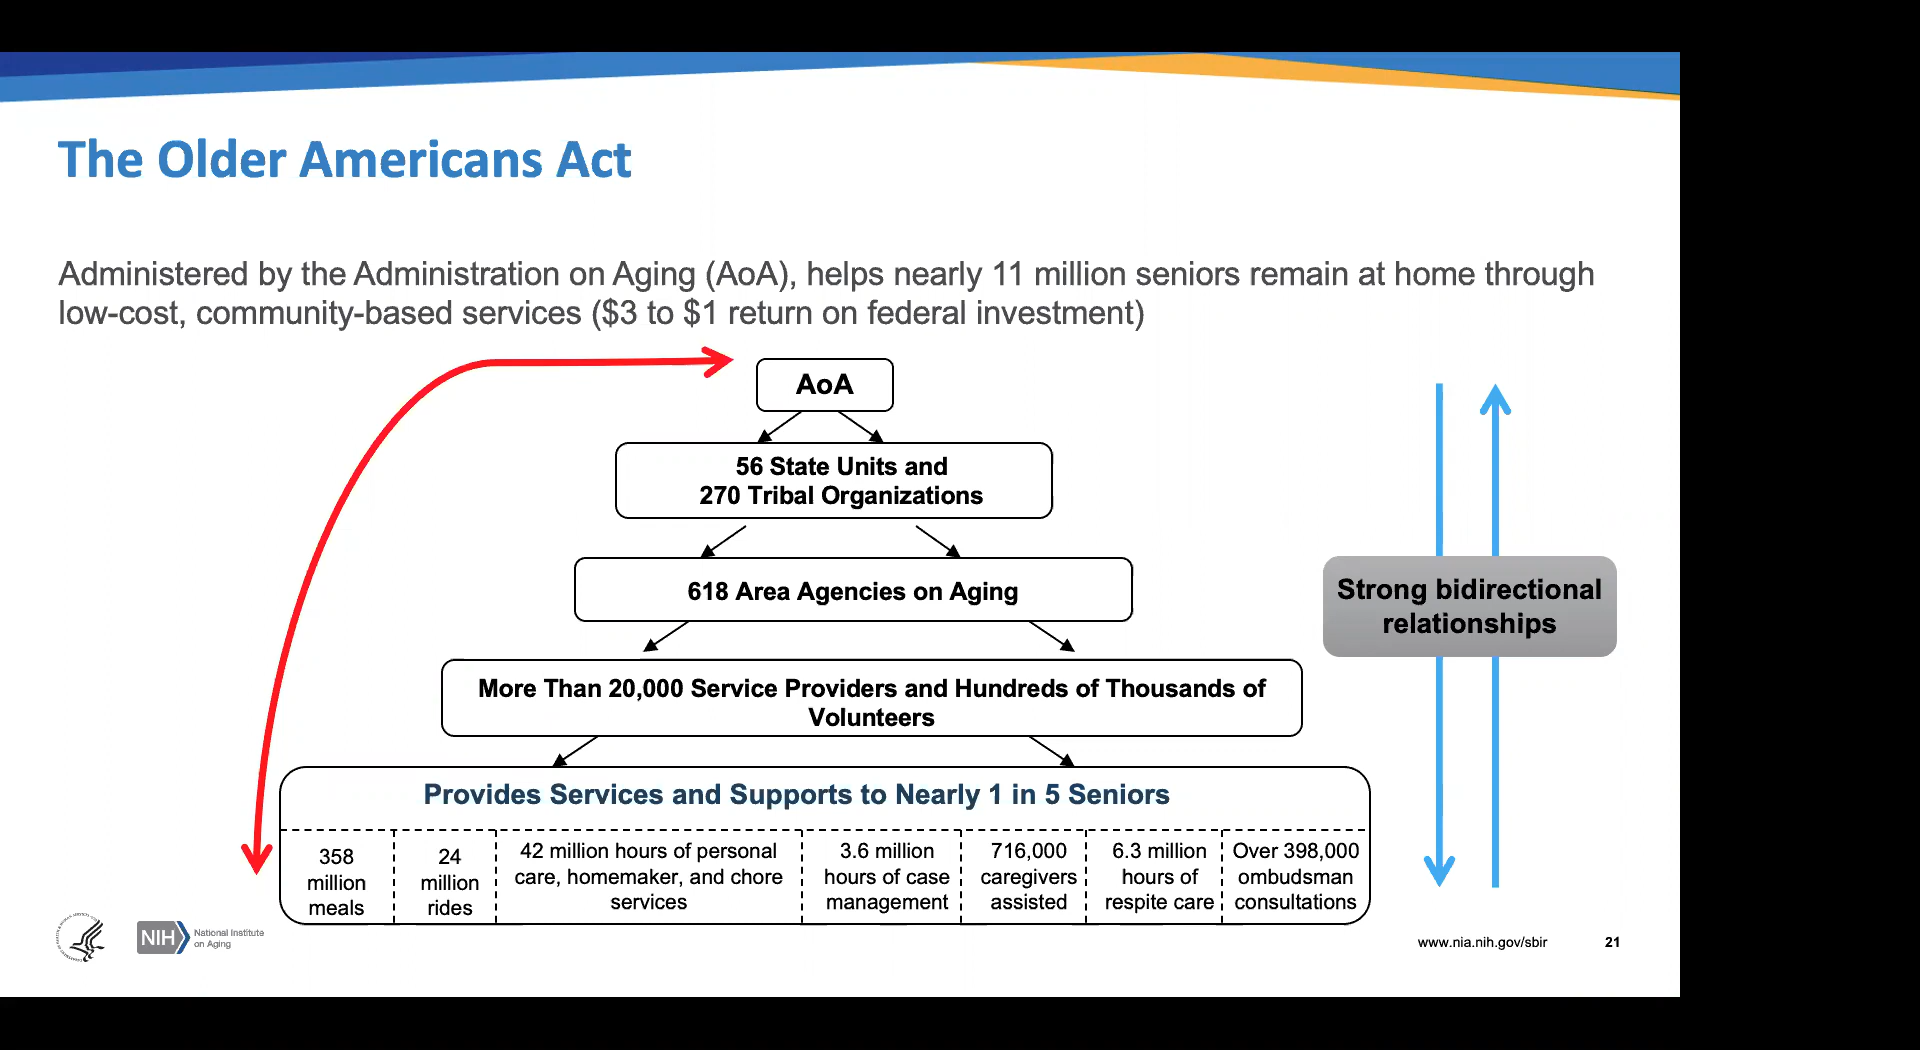 The Older Americans Act
Administered by the Administration on Aging (AoA), helps nearly 11 million seniors remain at home through
low-cost, community-based services ($3 to $1 return on federal investment)
AoA
56 State Units and
270 Tribal Organizations
618 Area Agencies on Aging
More Than 20,000 Service Providers and Hundreds of Thousands of
Volunteers
Strong bidirectional
relationships
Provides Services and Supports to Nearly 1 in 5 Seniors
358
million
meals
24
million
rides
42 million hours of personal
care, homemaker, and chore
services
3.6 million
hours of case
management
716,000
caregivers
assisted
6.3 million
hours of
respite care
Over 398,000
ombudsman
consultations
NIH
National Institute
on Aging
www.nia.nih.gov/sbir
21